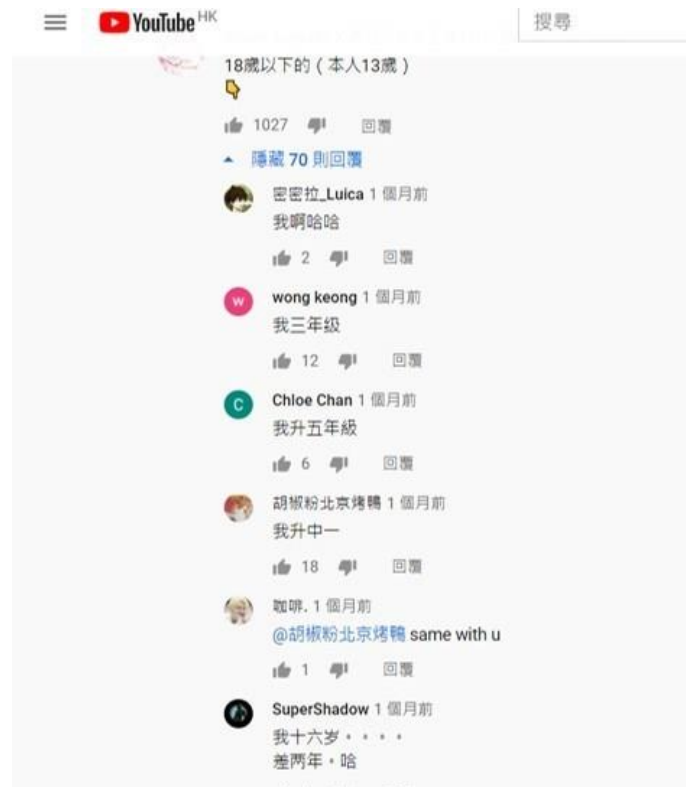 YouTube HK
搜尋
18歲以下的（本人13歲）
👇
1027 回覆
隱藏 70 則回覆
密密拉_Luica 1 個月前
我啊哈哈
2 回覆
wong keong 1 個月前
我三年级
12 回覆
Chloe Chan 1 個月前
我升五年級
6 回覆
胡椒粉北京烤鴨 1 個月前
我升中一
18 回覆
咖啡. 1 個月前
@胡椒粉北京烤鴨 same with u
1 回覆
SuperShadow 1 個月前
我十六岁。。。。
差两年。哈